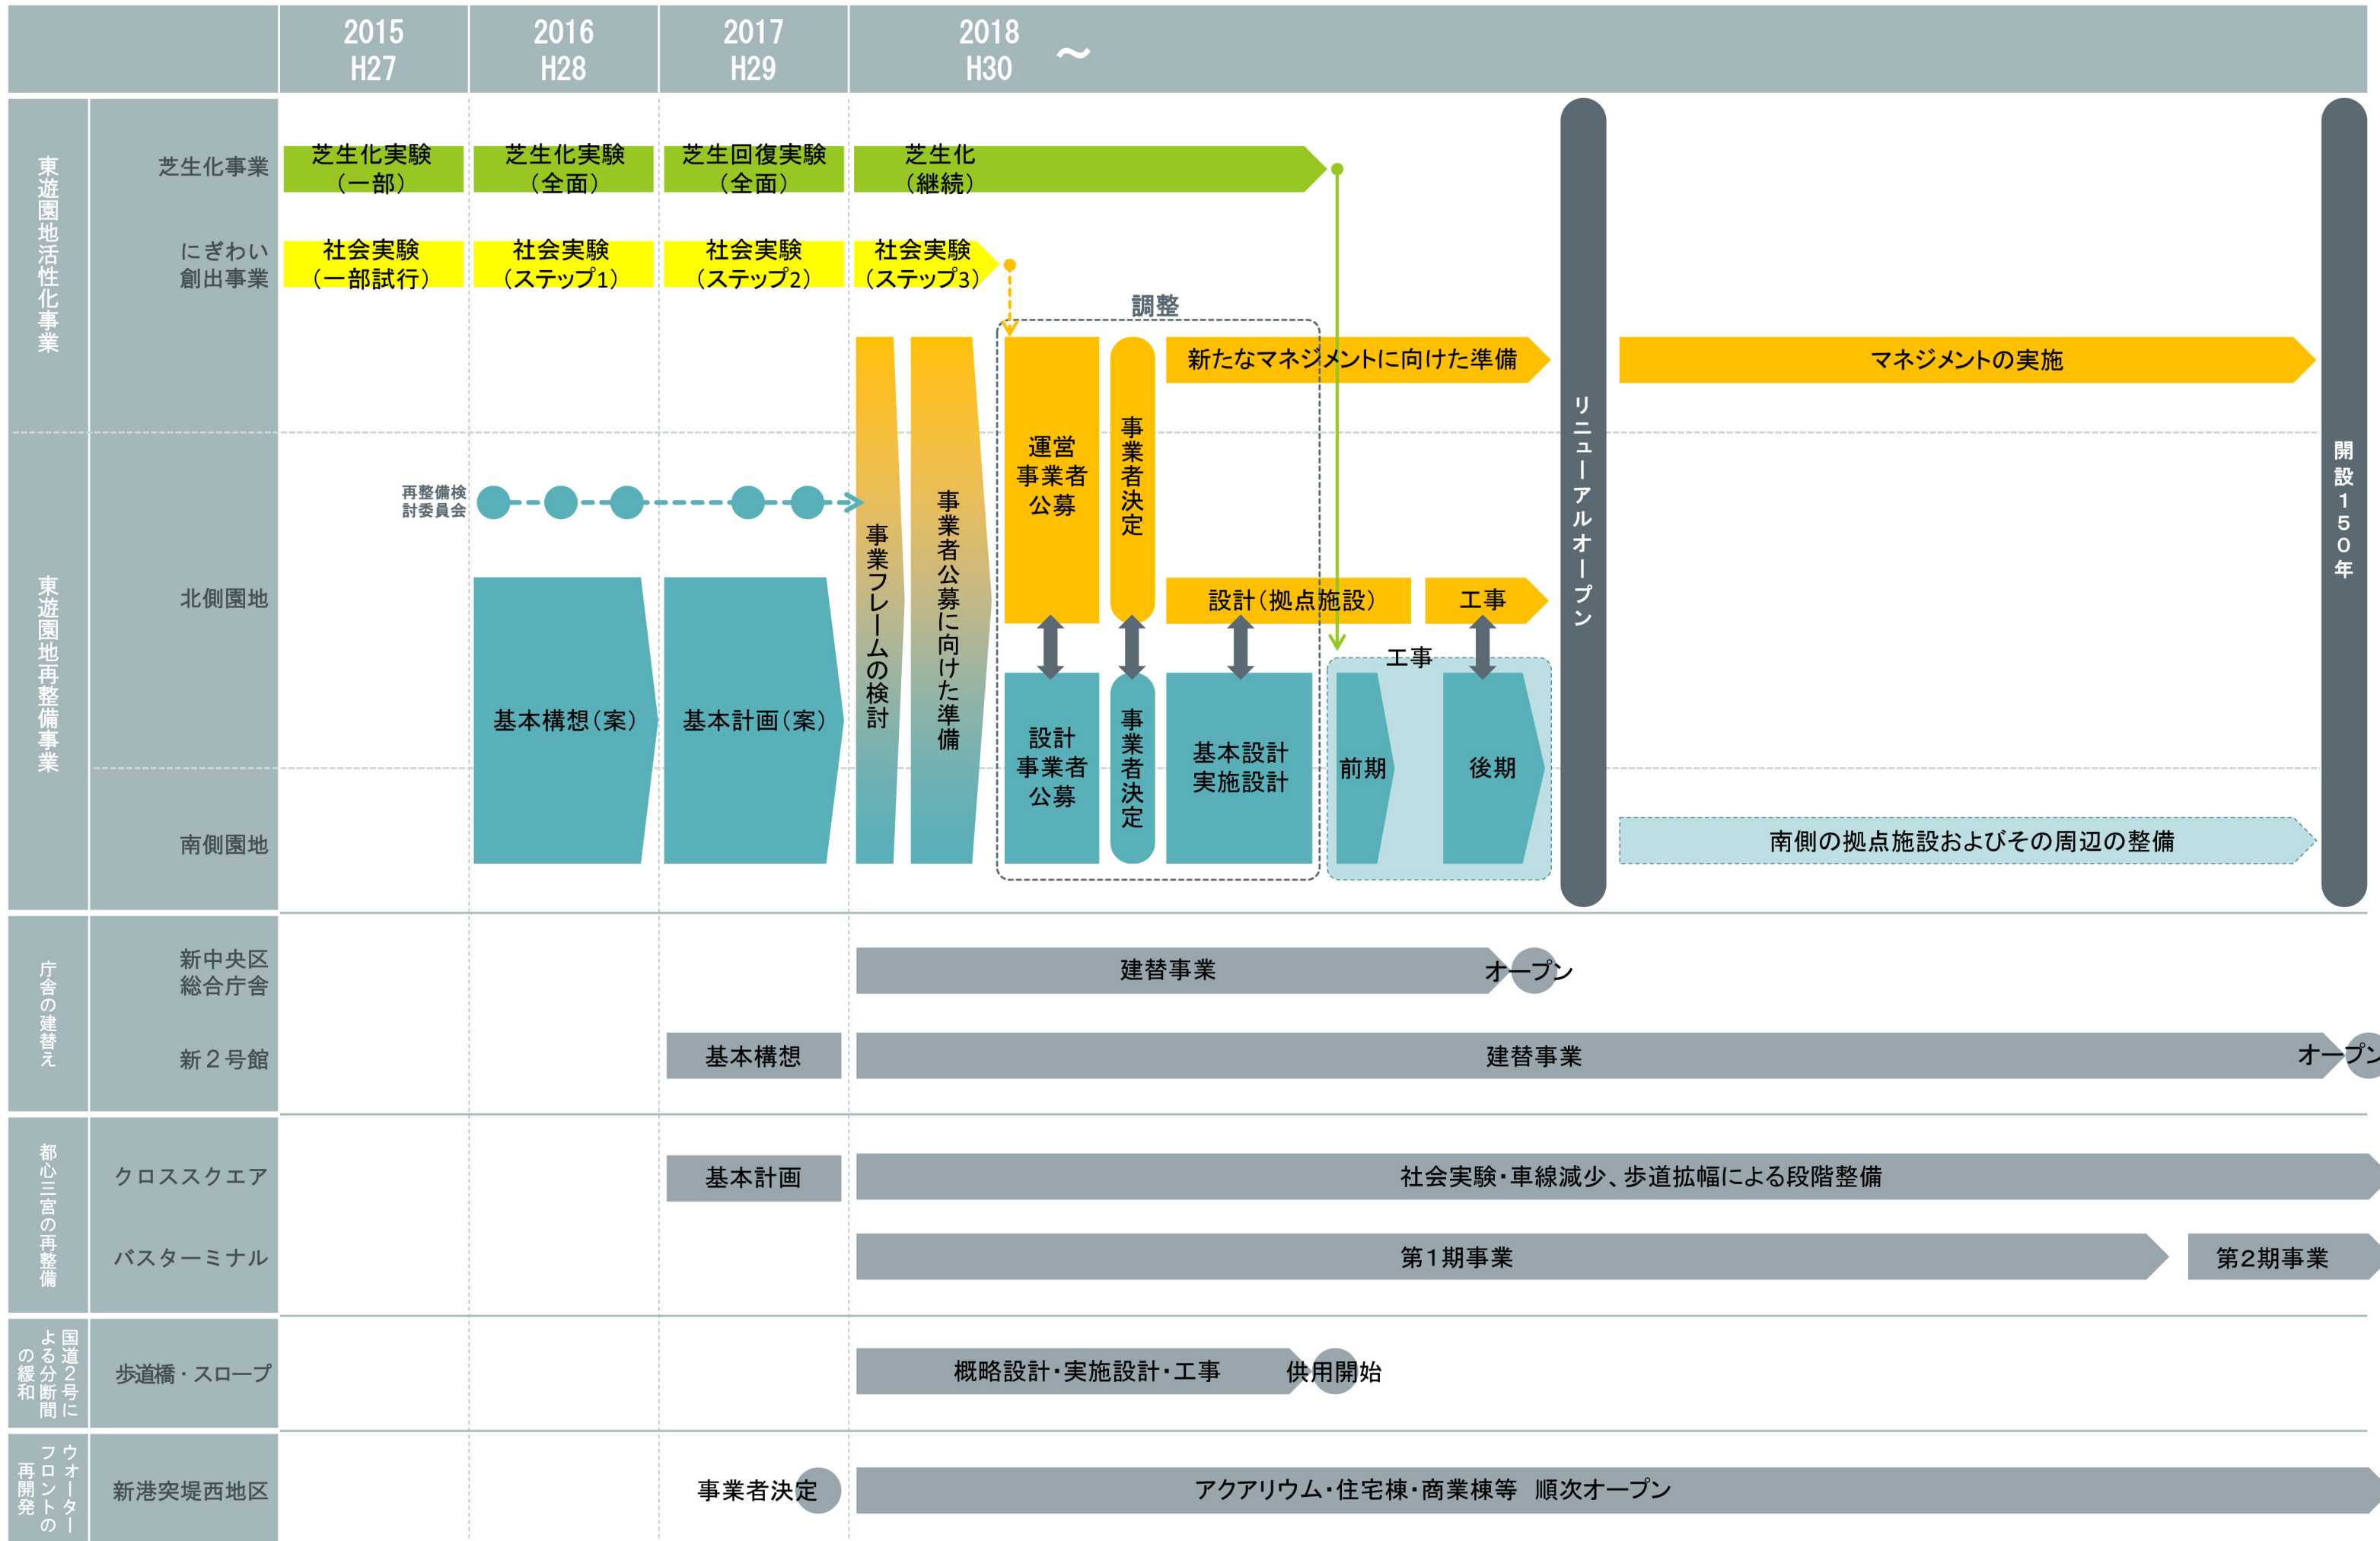 2015
H27
2016
H28
2017
H29
2018
H30
～
東遊園地活性化事業
芝生化事業
芝生化実験
（一部）
芝生化実験
（全面）
芝生回復実験
（全面）
芝生化
（継続）
にぎわい
創出事業
社会実験
（一部試行）
社会実験
（ステップ1）
社会実験
（ステップ2）
社会実験
（ステップ3）
調整
新たなマネジメントに向けた準備
マネジメントの実施
リニューアルオープン
開設１５０年
東遊園地再整備事業
北側園地
南側園地
再整備検
討委員会
基本構想（案）
基本計画（案）
事業フレームの検討
事業者公募に向けた準備
運営
事業者
公募
事業者決定
設計（拠点施設）
工事
設計
事業者
公募
事業者決定
基本設計
実施設計
工事
前期
後期
南側の拠点施設およびその周辺の整備
庁舎の建替え
新中央区
総合庁舎
建替事業
オープン
新２号館
基本構想
建替事業
オープン
都心三宮の再整備
クロススクエア
基本計画
社会実験・車線減少、歩道拡幅による段階整備
バスターミナル
第１期事業
第２期事業
国道２号に
よる分断間
の緩和
歩道橋・スロープ
概略設計・実施設計・工事
供用開始
ウオーター
フロントの
再開発
新港突堤西地区
事業者決定
アクアリウム・住宅棟・商業棟等　順次オープン